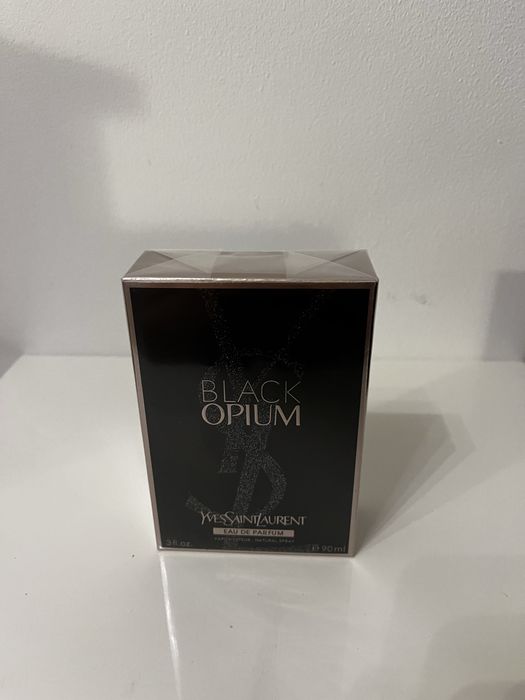 BLACK
OPIUM
YVESSAINTLAURENT
EAU DE PARFUM
VAPORISATEUR . NATURAL SPRAY
3 fl.oz. ℮ 90 ml